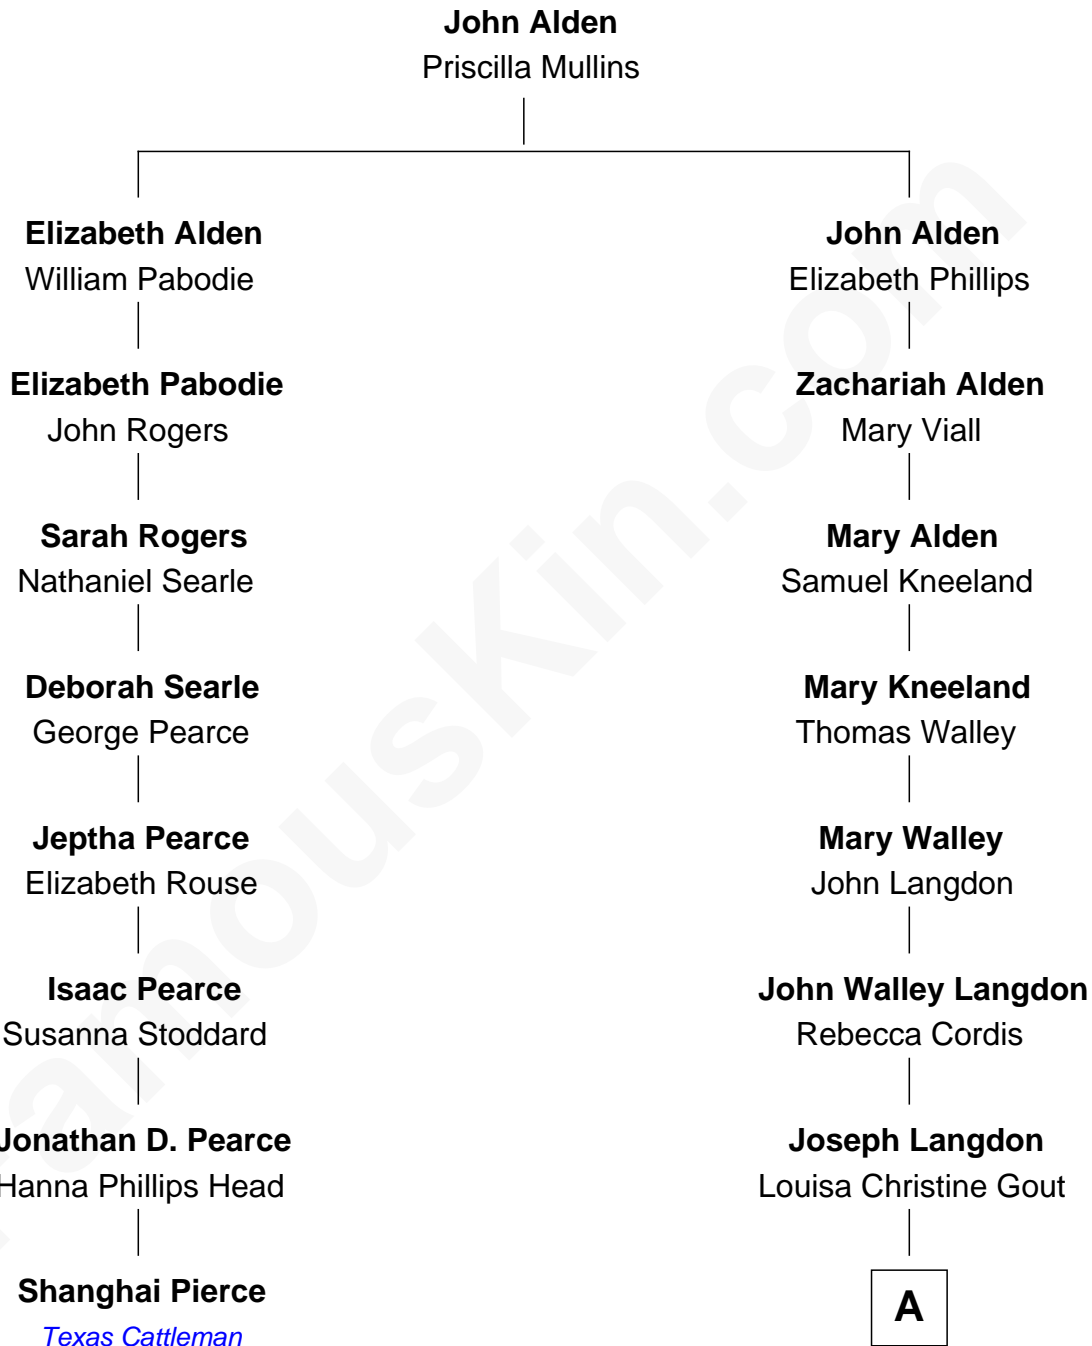 John Alden
Priscilla Mullins
Elizabeth Alden
William Pabodie
John Alden
Elizabeth Phillips
Elizabeth Pabodie
John Rogers
Zachariah Alden
Mary Viall
Sarah Rogers
Nathaniel Searle
Mary Alden
Samuel Kneeland
Deborah Searle
George Pearce
Mary Kneeland
Thomas Walley
Jeptha Pearce
Elizabeth Rouse
Mary Walley
John Langdon
Isaac Pearce
Susanna Stoddard
John Walley Langdon
Rebecca Cordis
Jonathan D. Pearce
Hanna Phillips Head
Joseph Langdon
Louisa Christine Gout
Shanghai Pierce
Texas Cattleman
A
FamousKin.com